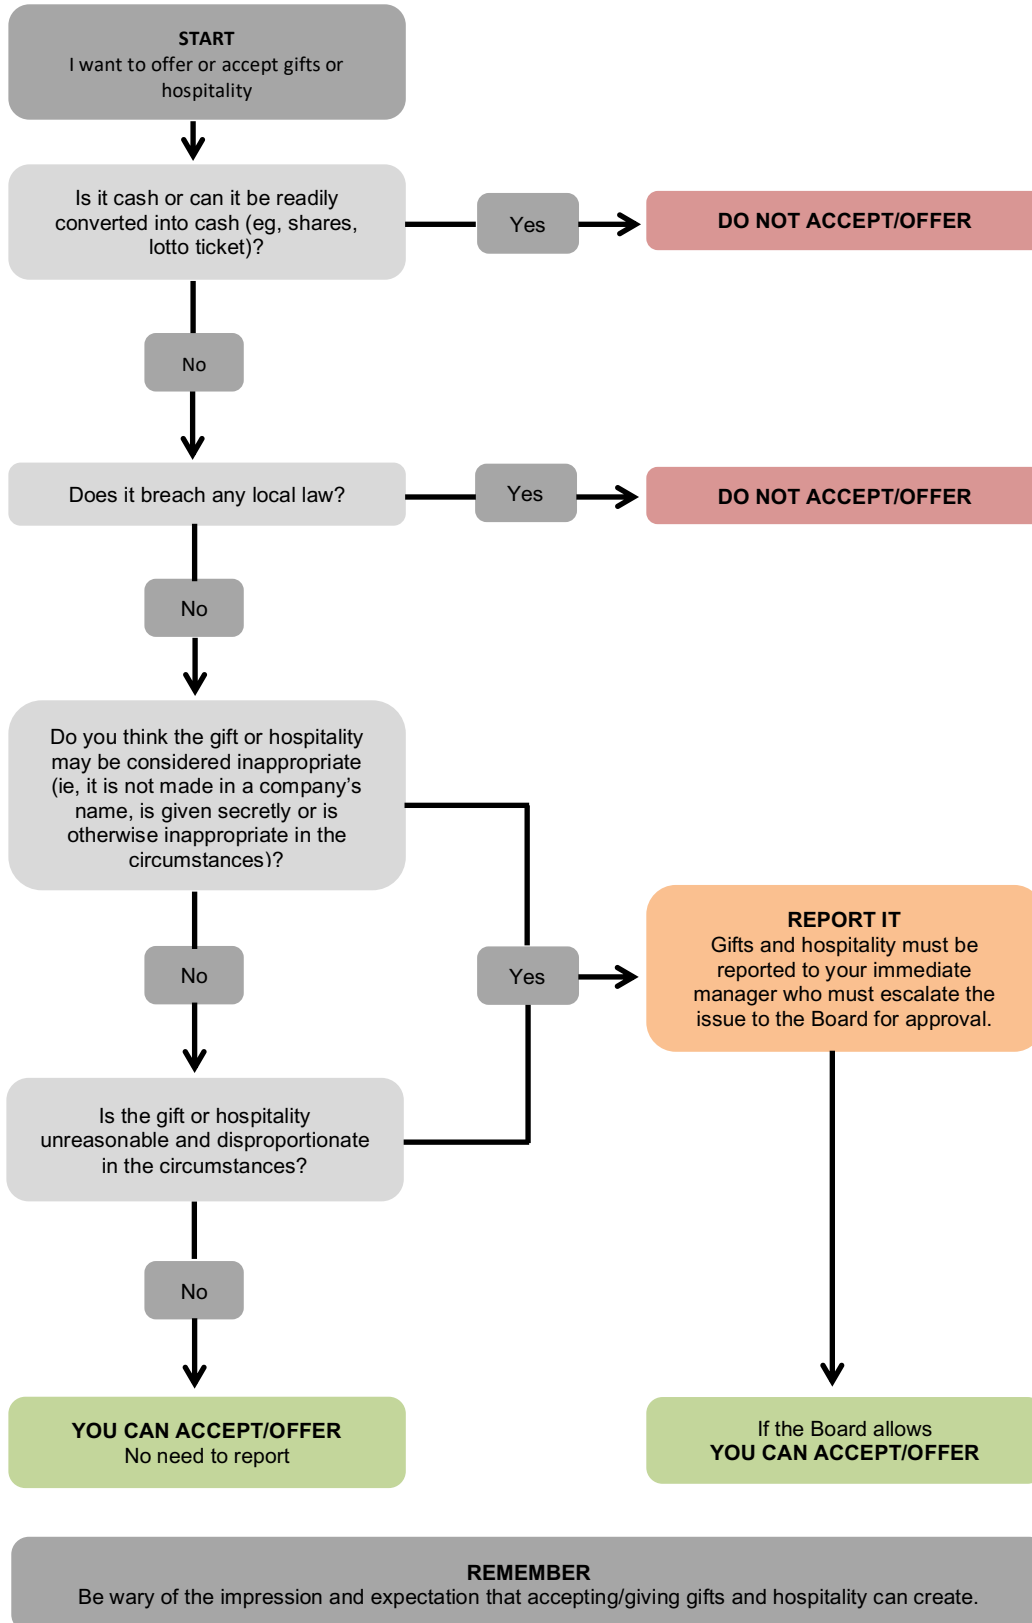 START
I want to offer or accept gifts or
hospitality
Is it cash or can it be readily
converted into cash (eg, shares,
lotto ticket)?
Yes
DO NOT ACCEPT/OFFER
No
Does it breach any local law?
Yes
DO NOT ACCEPT/OFFER
No
Do you think the gift or hospitality
may be considered inappropriate
(ie, it is not made in a company’s
name, is given secretly or is
otherwise inappropriate in the
circumstances)?
No
Yes
REPORT IT
Gifts and hospitality must be
reported to your immediate
manager who must escalate the
issue to the Board for approval.
Is the gift or hospitality
unreasonable and disproportionate
in the circumstances?
No
YOU CAN ACCEPT/OFFER
No need to report
If the Board allows
YOU CAN ACCEPT/OFFER
REMEMBER
Be wary of the impression and expectation that accepting/giving gifts and hospitality can create.